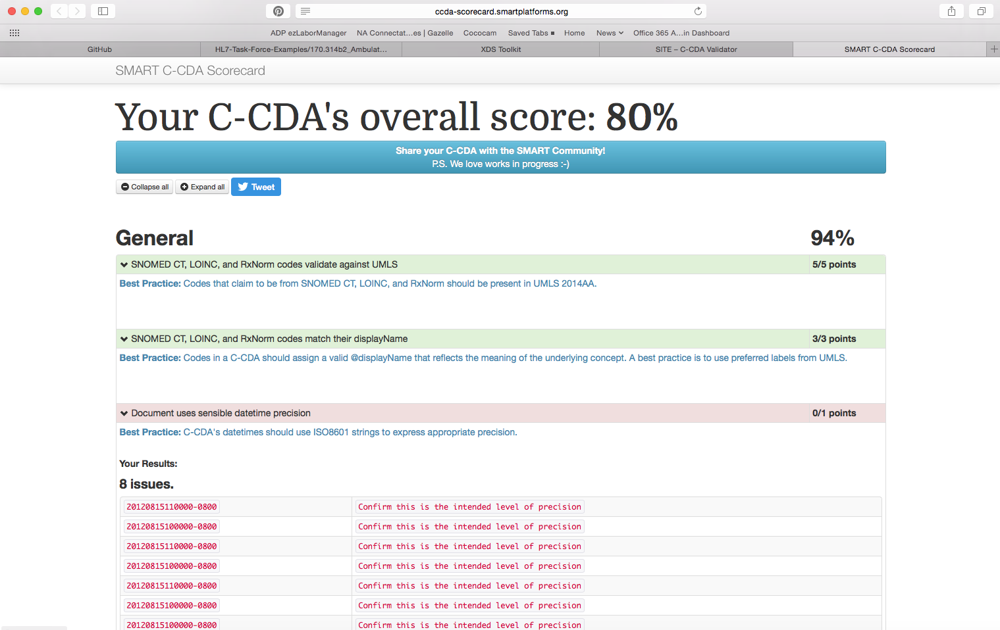 ccda-scorecard.smartplatforms.org
ADP ezLaborManager NA Connectat...es | Gazelle Cococam Saved Tabs Home News Office 365 A...in Dashboard
GitHub HL7-Task-Force-Examples/170.314b2_Ambulat... XDS Toolkit SITE – C-CDA Validator SMART C-CDA Scorecard
SMART C-CDA Scorecard
Your C-CDA's overall score: 80%
Share your C-CDA with the SMART Community!
P.S. We love works in progress :-)
Collapse all Expand all Tweet
General 94%
SNOMED CT, LOINC, and RxNorm codes validate against UMLS 5/5 points
Best Practice: Codes that claim to be from SNOMED CT, LOINC, and RxNorm should be present in UMLS 2014AA.
SNOMED CT, LOINC, and RxNorm codes match their displayName 3/3 points
Best Practice: Codes in a C-CDA should assign a valid @displayName that reflects the meaning of the underlying concept. A best practice is to use preferred labels from UMLS.
Document uses sensible datetime precision 0/1 points
Best Practice: C-CDA's datetimes should use ISO8601 strings to express appropriate precision.
Your Results:
8 issues.
20120815110000-0800 Confirm this is the intended level of precision
20120815100000-0800 Confirm this is the intended level of precision
20120815110000-0800 Confirm this is the intended level of precision
20120815100000-0800 Confirm this is the intended level of precision
20120815110000-0800 Confirm this is the intended level of precision
20120815100000-0800 Confirm this is the intended level of precision
20120815100000-0800 Confirm this is the intended level of precision